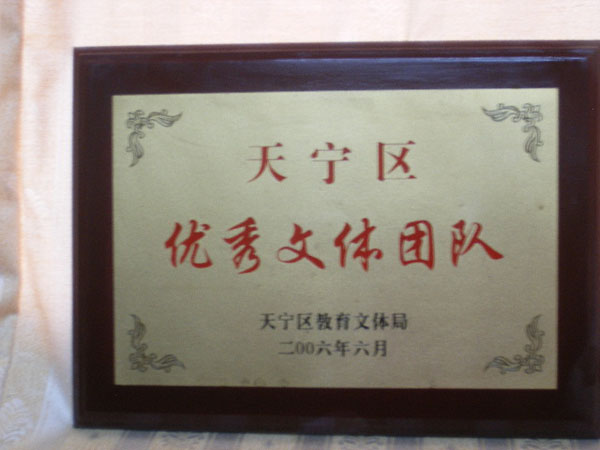 天宁区
优秀文体团队
天宁区教育文体局
二00六年六月